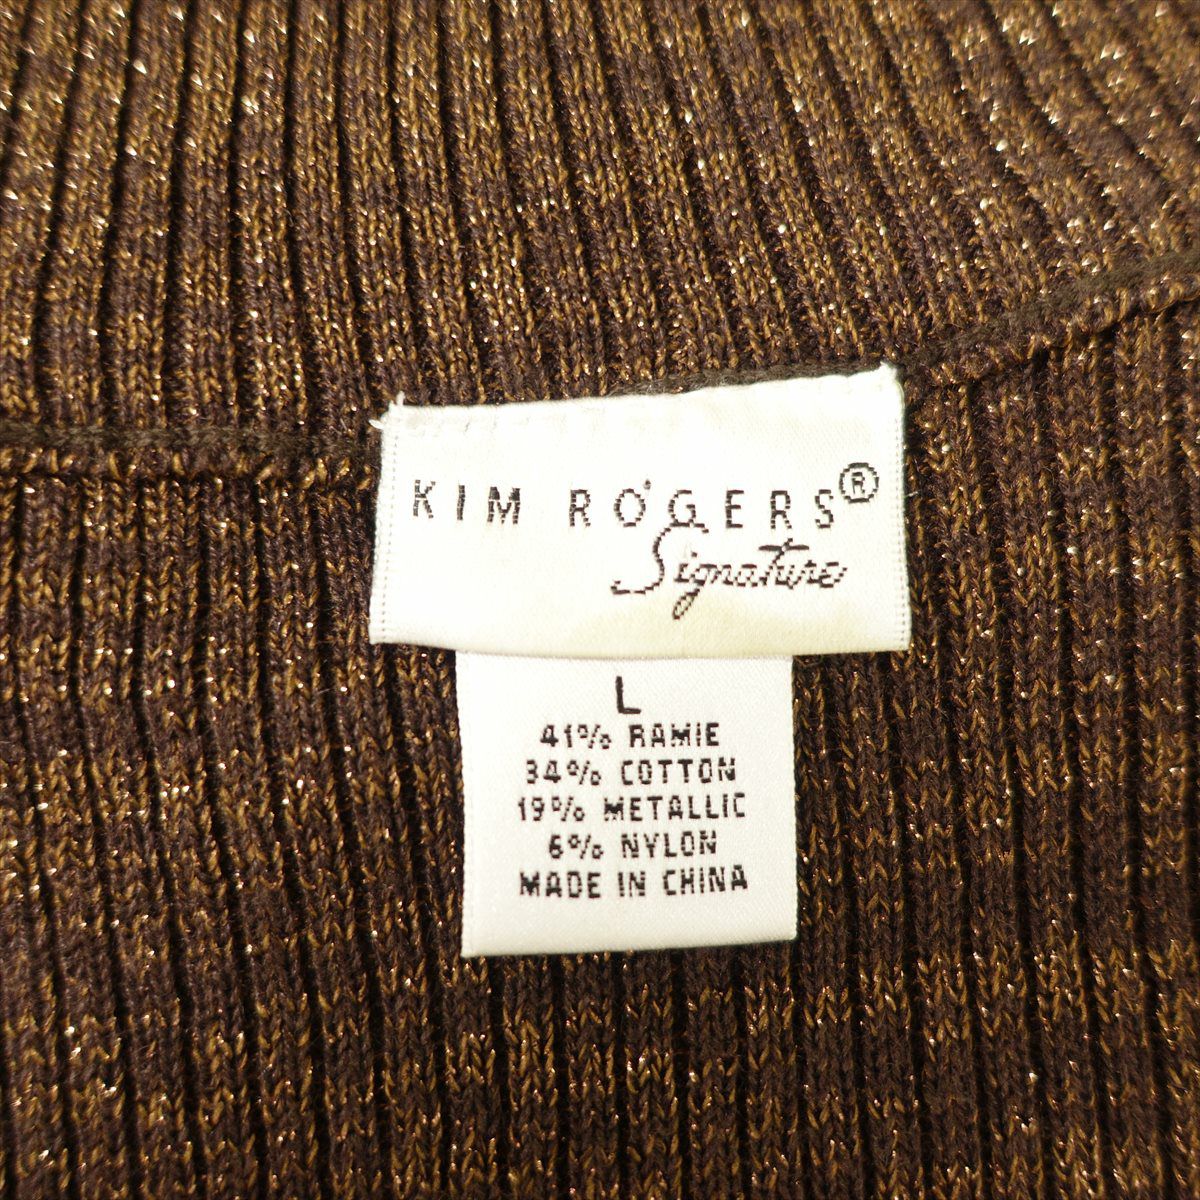 KIM ROGERS®
Signature
L
41% RAMIE
34% COTTON
19% METALLIC
6% NYLON
MADE IN CHINA